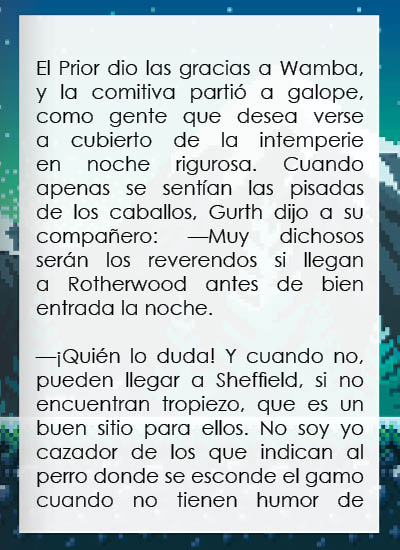 El Prior dio las gracias a Wamba,
y la comitiva partió a galope,
como gente que desea verse
a cubierto de la intemperie
en noche rigurosa. Cuando
apenas se sentían las pisadas
de los caballos, Gurth dijo a su
compañero: —Muy dichosos
serán los reverendos si llegan
a Rotherwood antes de bien
entrada la noche.

—¡Quién lo duda! Y cuando no,
pueden llegar a Sheffield, si no
encuentran tropiezo, que es un
buen sitio para ellos. No soy yo
cazador de los que indican al
perro donde se esconde el gamo
cuando no tienen humor de